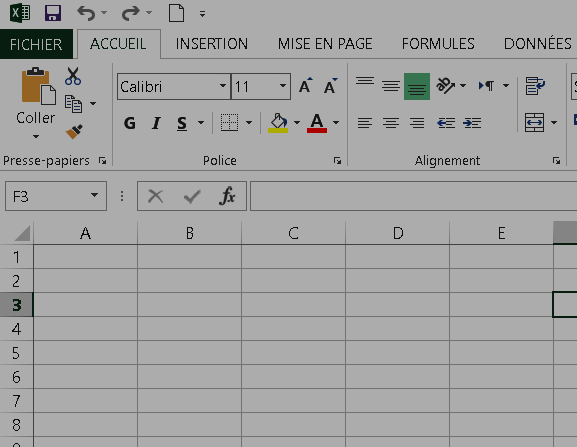 FICHIER ACCUEIL INSERTION MISE EN PAGE FORMULES DONNÉES
Calibri 11 A A
Coller
G I S A
Presse-papiers Police Alignement
F3 fx
A B C D E
1
2
3
4
5
6
7
8